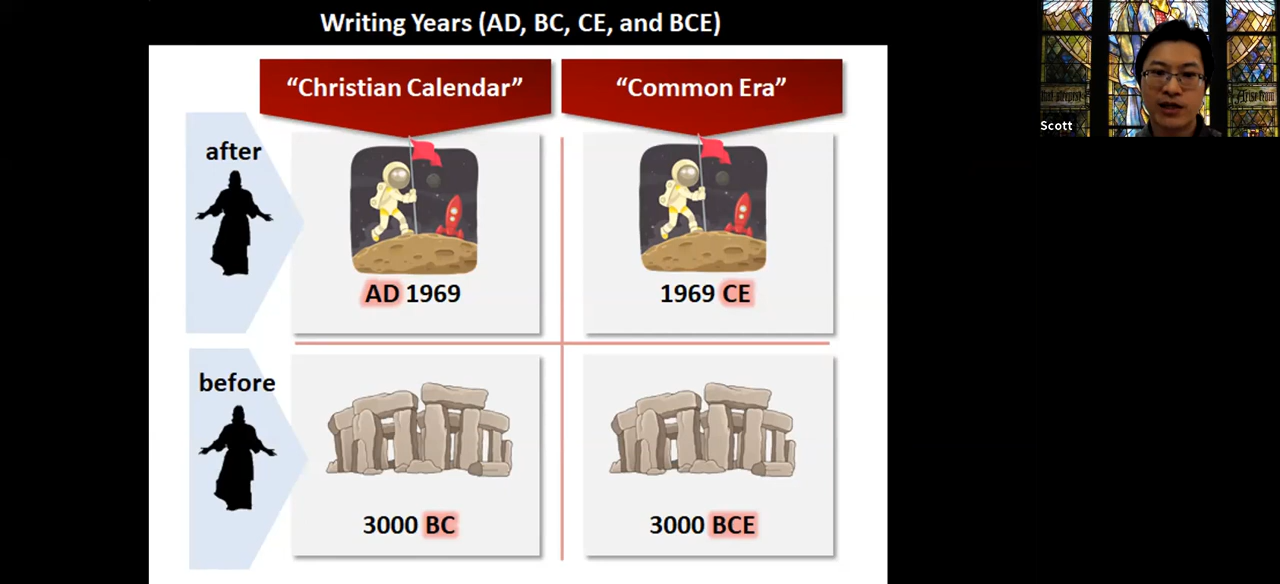 Writing Years (AD, BC, CE, and BCE)
“Christian Calendar”
“Common Era”
after
AD 1969
1969 CE
before
3000 BC
3000 BCE
Scott